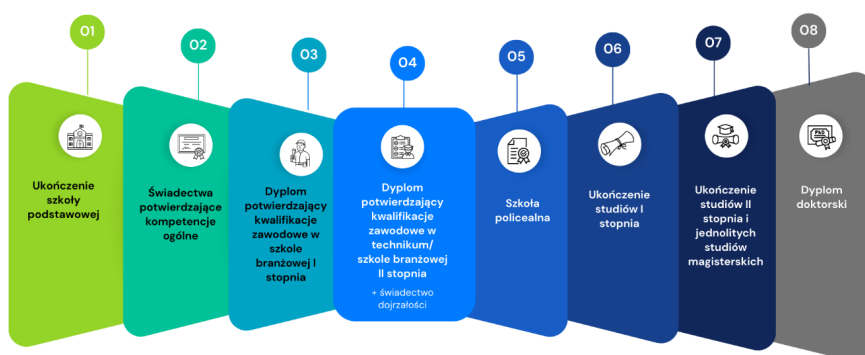 01
Ukończenie
szkoły
podstawowej
02
Świadectwa
potwierdzające
kompetencje
ogólne
03
Dyplom
potwierdzający
kwalifikacje
zawodowe w
szkole
branżowej I
stopnia
04
Dyplom
potwierdzający
kwalifikacje
zawodowe w
technikum/
szkole branżowej
II stopnia
+ świadectwo
dojrzałości
05
Szkoła
policealna
06
Ukończenie
studiów I
stopnia
07
Ukończenie
studiów II
stopnia i
jednolitych
studiów
magisterskich
08
PhD
Dyplom
doktorski